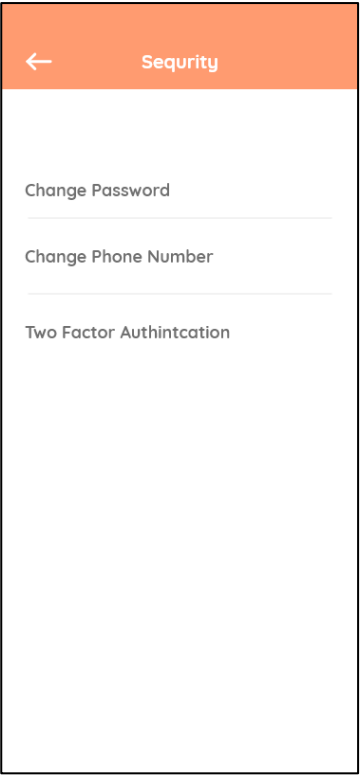 Sequrity
Change Password
Change Phone Number
Two Factor Authintcation